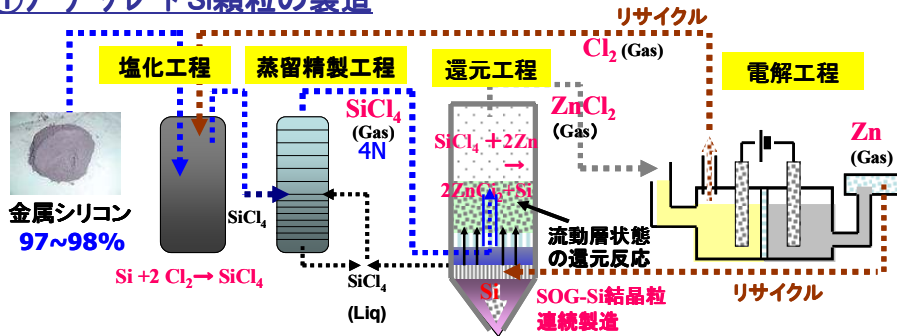 リサイクル
Cl2 (Gas)
塩化工程
蒸留精製工程
還元工程
電解工程
SiCl4
(Gas)
4N
ZnCl2
(Gas)
Zn
(Gas)
SiCl4 +2Zn
→
2ZnCl2+Si
金属シリコン
97~98%
SiCl4
流動層状態
の還元反応
Si +2 Cl2→ SiCl4
SiCl4
(Liq)
Si
SOG-Si結晶粒
連続製造
リサイクル